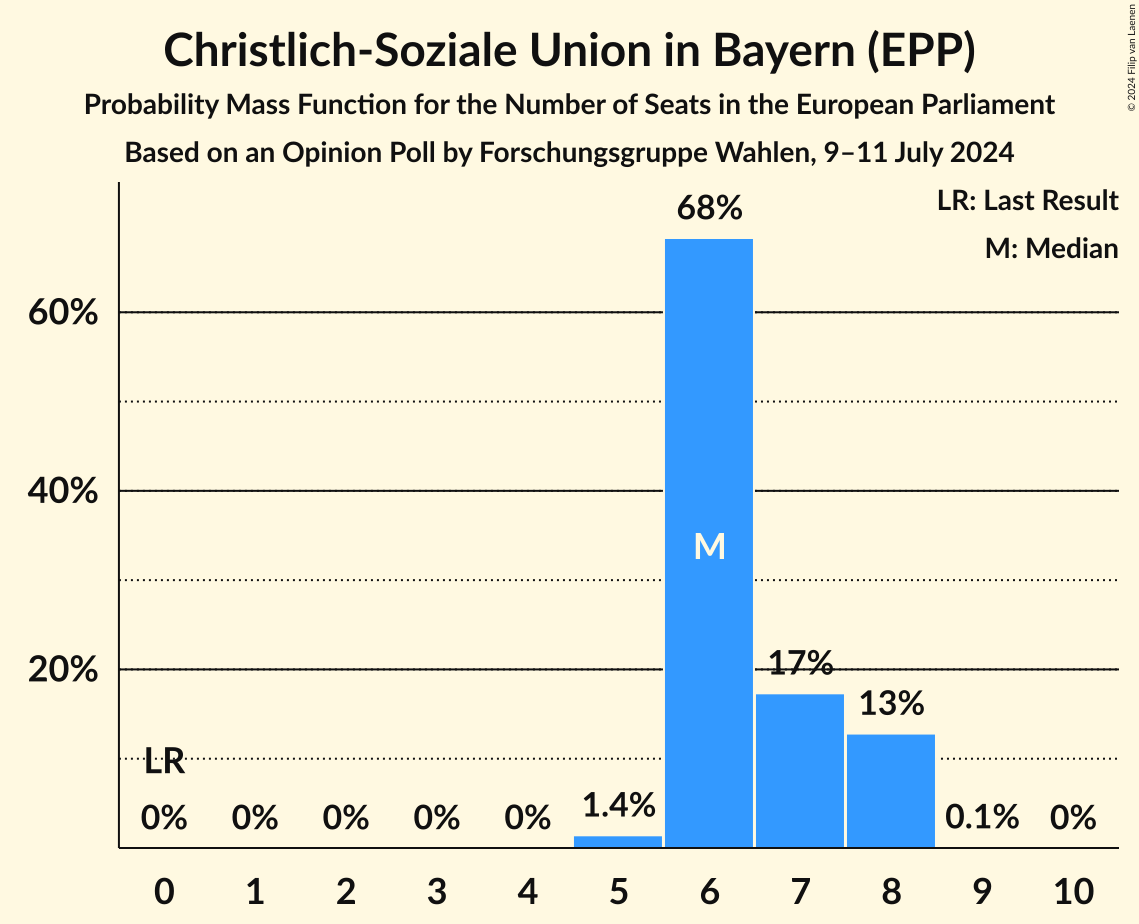 Christlich-Soziale Union in Bayern (EPP)
Probability Mass Function for the Number of Seats in the European Parliament
Based on an Opinion Poll by Forschungsgruppe Wahlen, 9–11 July 2024
© 2024 Filip van Laenen
LR: Last Result
M: Median
68%
60%
40%
M
20%
17%
13%
LR
0% 0% 0% 0% 0% 1.4% 0.1% 0%
0 1 2 3 4 5 6 7 8 9 10